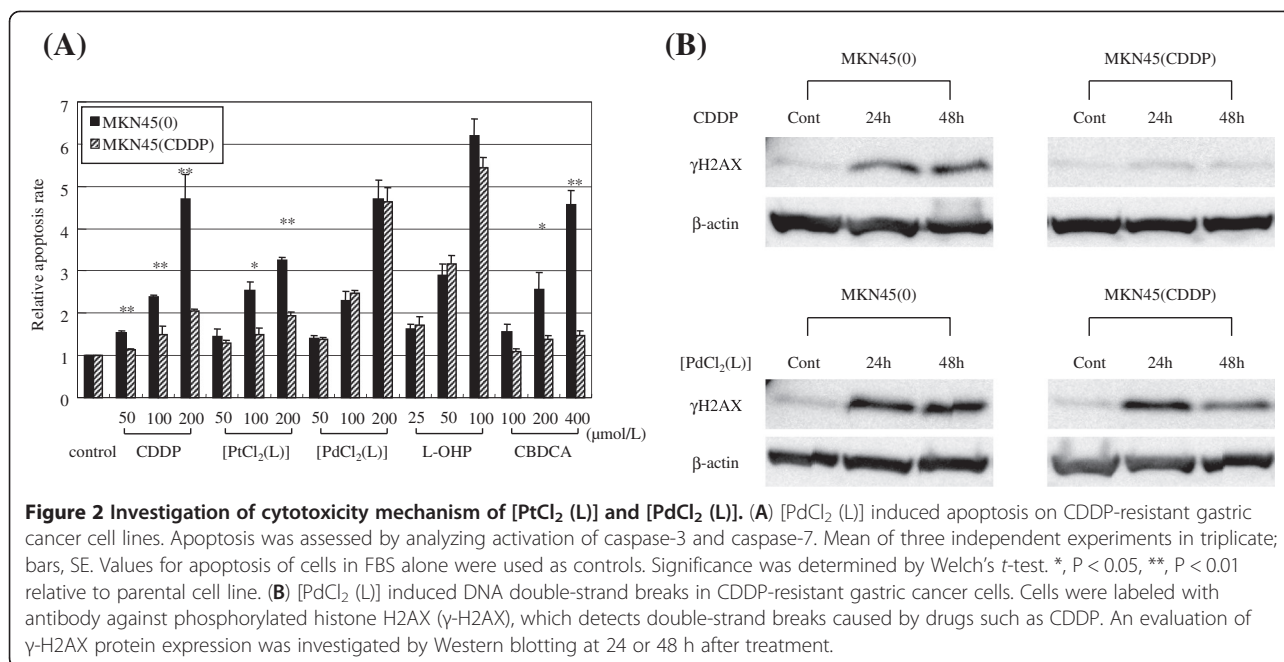 (A)
7
6
5
4
3
2
1
0
Relative apoptosis rate
MKN45(0)
MKN45(CDDP)
** ** ** * ** * **
50 100 200 50 100 200 50 100 200 25 50 100 100 200 400 (μmol/L)
control CDDP [PtCl₂(L)] [PdCl₂(L)] L-OHP CBDCA
(B)
MKN45(0) MKN45(CDDP)
CDDP Cont 24h 48h Cont 24h 48h
γH2AX
β-actin
MKN45(0) MKN45(CDDP)
[PdCl₂(L)] Cont 24h 48h Cont 24h 48h
γH2AX
β-actin
Figure 2 Investigation of cytotoxicity mechanism of [PtCl₂ (L)] and [PdCl₂ (L)]. (A) [PdCl₂ (L)] induced apoptosis on CDDP-resistant gastric
cancer cell lines. Apoptosis was assessed by analyzing activation of caspase-3 and caspase-7. Mean of three independent experiments in triplicate;
bars, SE. Values for apoptosis of cells in FBS alone were used as controls. Significance was determined by Welch's t-test. *, P < 0.05, **, P < 0.01
relative to parental cell line. (B) [PdCl₂ (L)] induced DNA double-strand breaks in CDDP-resistant gastric cancer cells. Cells were labeled with
antibody against phosphorylated histone H2AX (γ-H2AX), which detects double-strand breaks caused by drugs such as CDDP. An evaluation of
γ-H2AX protein expression was investigated by Western blotting at 24 or 48 h after treatment.